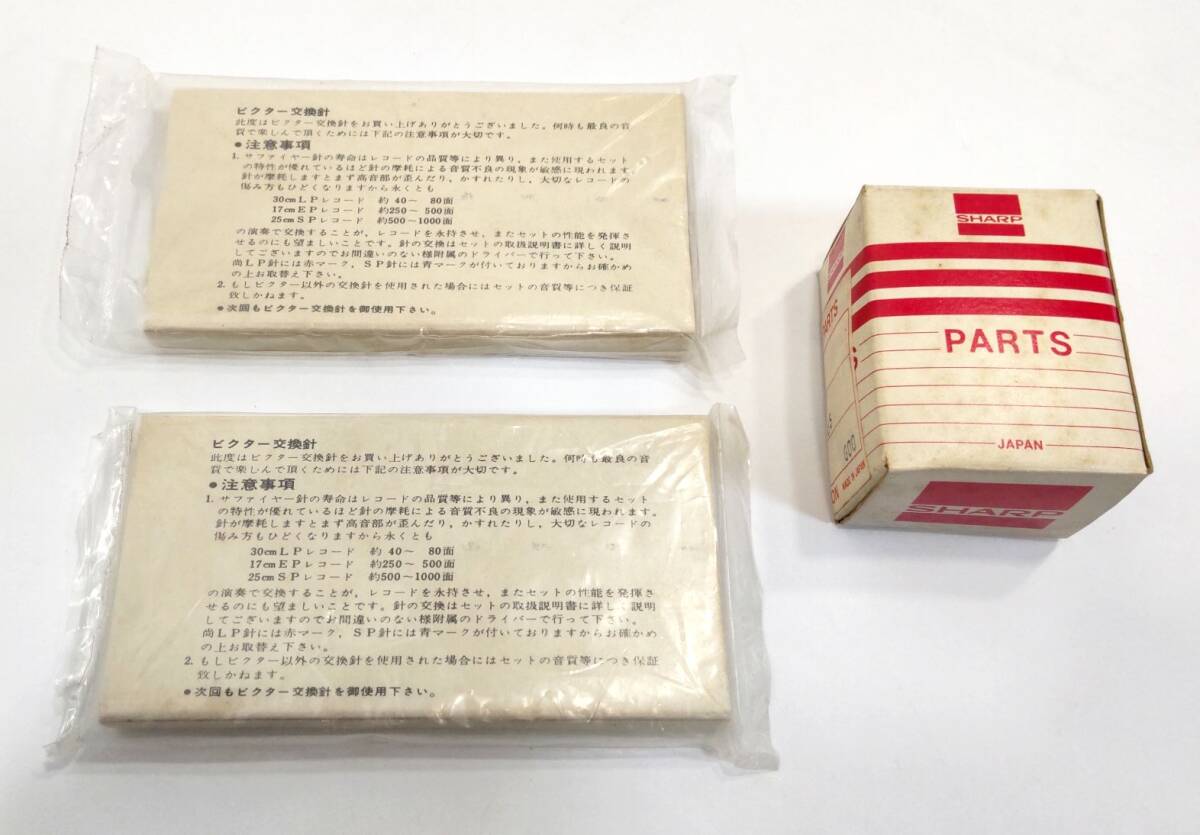 ビクター交換針
此度はビクター交換針をお買い上げありがとうございました。何時も最良の音
質で楽しんで頂くためには下記の注意事項が大切です。
●注意事項
1. サファイヤー針の寿命はレコードの品質等により異り，また使用するセット
の特性が優れているほど針の摩耗による音質不良の現象が敏感に現われます。
針が摩耗しますとまず高音部が歪んだり，かすれたりし，大切なレコードの
傷み方もひどくなりますから永くとも
30cmLPレコード 約 40～ 80面
17cmEPレコード 約250～ 500面
25cmSPレコード 約500～1000面
の演奏で交換することが，レコードを永持させ，またセットの性能を発揮さ
せるのにも望ましいことです。針の交換はセットの取扱説明書に詳しく説明
してございますのでお間違いのない様附属のドライバーで行って下さい。
尚LP針には赤マーク，SP針には青マークが付いておりますからお確かめ
の上お取替え下さい。
2. もしビクター以外の交換針を使用された場合にはセットの音質等につき保証
致しかねます。
●次回もビクター交換針を御使用下さい。
ビクター交換針
此度はビクター交換針をお買い上げありがとうございました。何時も最良の音
質で楽しんで頂くためには下記の注意事項が大切です。
●注意事項
1. サファイヤー針の寿命はレコードの品質等により異り，また使用するセット
の特性が優れているほど針の摩耗による音質不良の現象が敏感に現われます。
針が摩耗しますとまず高音部が歪んだり，かすれたりし，大切なレコードの
傷み方もひどくなりますから永くとも
30cmLPレコード 約 40～ 80面
17cmEPレコード 約250～ 500面
25cmSPレコード 約500～1000面
の演奏で交換することが，レコードを永持させ，またセットの性能を発揮さ
せるのにも望ましいことです。針の交換はセットの取扱説明書に詳しく説明
してございますのでお間違いのない様附属のドライバーで行って下さい。
尚LP針には赤マーク，SP針には青マークが付いておりますからお確かめ
の上お取替え下さい。
2. もしビクター以外の交換針を使用された場合にはセットの音質等につき保証
致しかねます。
●次回もビクター交換針を御使用下さい。
SHARP
PARTS
JAPAN
SHARP
PARTS
S
000
ON MADE IN JAPAN